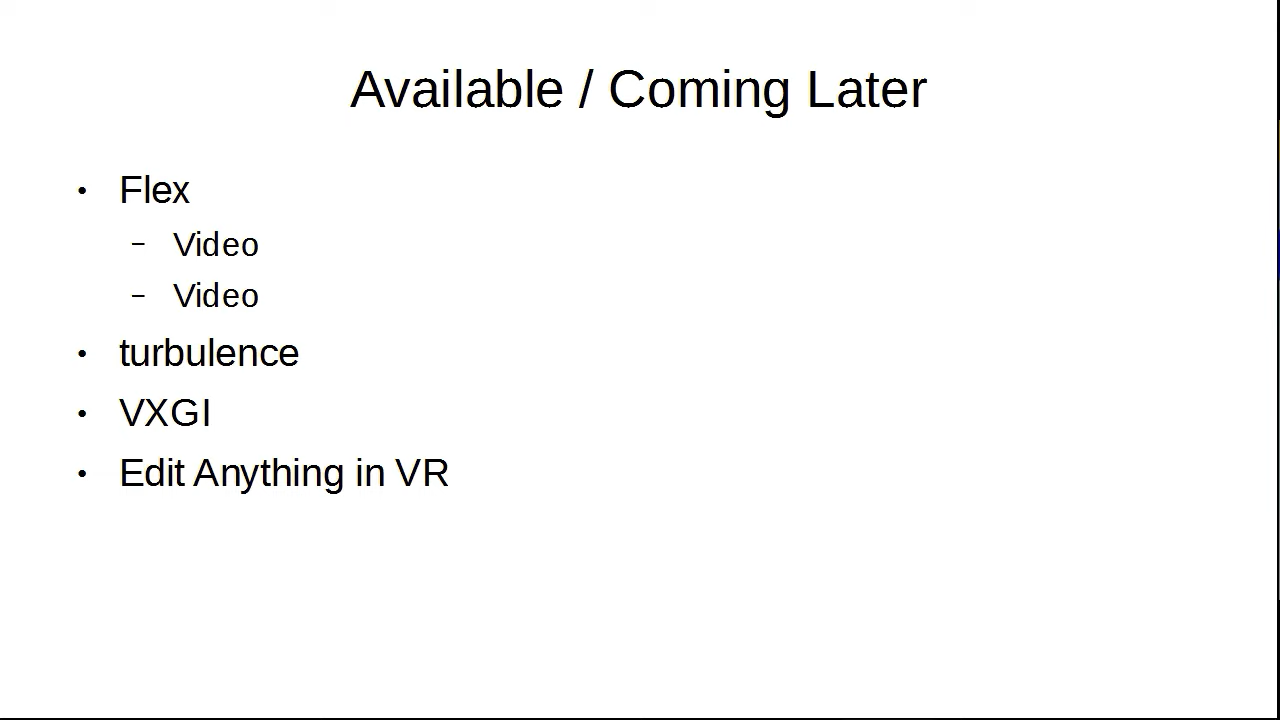 Available / Coming Later
• Flex
– Video
– Video
• turbulence
• VXGI
• Edit Anything in VR